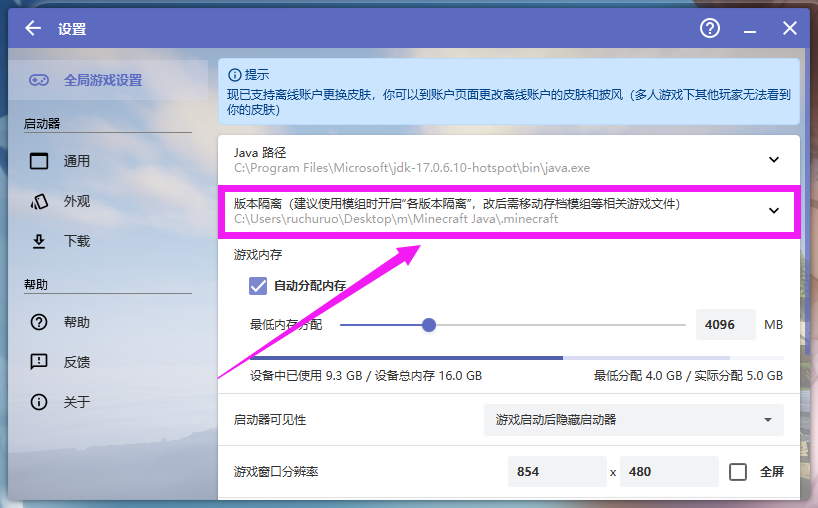 设置
全局游戏设置
启动器
通用
外观
下载
帮助
帮助
反馈
关于
提示
现已支持离线账户更换皮肤，你可以到账户页面更改离线账户的皮肤和披风（多人游戏下其他玩家无法看到
你的皮肤）
Java 路径
C:\Program Files\Microsoft\jdk-17.0.6.10-hotspot\bin\java.exe
版本隔离（建议使用模组时开启“各版本隔离”，改后需移动存档模组等相关游戏文件）
C:\Users\ruchuruo\Desktop\m\Minecraft Java\.minecraft
游戏内存
自动分配内存
最低内存分配 4096 MB
设备中已使用 9.3 GB / 设备总内存 16.0 GB 最低分配 4.0 GB / 实际分配 5.0 GB
启动器可见性 游戏启动后隐藏启动器
游戏窗口分辨率 854 x 480 全屏